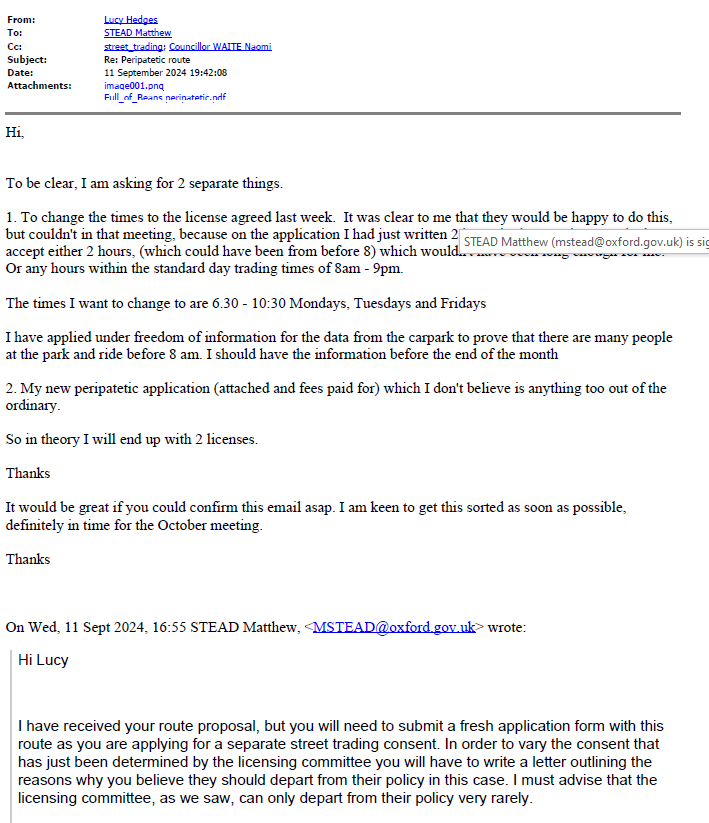 From: Lucy Hedges
To: STEAD Matthew
Cc: street_trading; Councillor WAITE Naomi
Subject: Re: Peripatetic route
Date: 11 September 2024 19:42:08
Attachments: image001.png
Full_of_Beans peripatetic.pdf
Hi,
To be clear, I am asking for 2 separate things.
1. To change the times to the license agreed last week. It was clear to me that they would be happy to do this,
but couldn't in that meeting, because on the application I had just written 2
STEAD Matthew (mstead@oxford.gov.uk) is sig
accept either 2 hours, (which could have been from before 8) which
Or any hours within the standard day trading times of 8am - 9pm.
The times I want to change to are 6.30 - 10:30 Mondays, Tuesdays and Fridays
I have applied under freedom of information for the data from the carpark to prove that there are many people
at the park and ride before 8 am. I should have the information before the end of the month
2. My new peripatetic application (attached and fees paid for) which I don't believe is anything too out of the
ordinary.
So in theory I will end up with 2 licenses.
Thanks
It would be great if you could confirm this email asap. I am keen to get this sorted as soon as possible,
definitely in time for the October meeting.
Thanks
On Wed, 11 Sept 2024, 16:55 STEAD Matthew, <MSTEAD@oxford.gov.uk> wrote:
Hi Lucy
I have received your route proposal, but you will need to submit a fresh application form with this
route as you are applying for a separate street trading consent. In order to vary the consent that
has just been determined by the licensing committee you will have to write a letter outlining the
reasons why you believe they should depart from their policy in this case. I must advise that the
licensing committee, as we saw, can only depart from their policy very rarely.